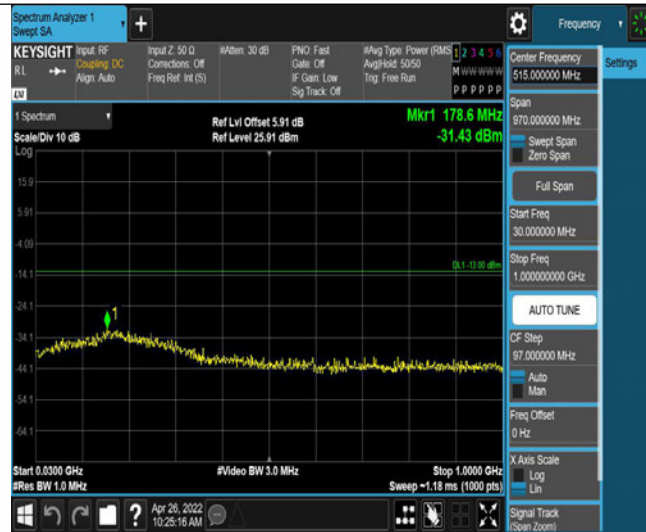 Spectrum Analyzer 1
Swept SA
Frequency
KEYSIGHT
RL
Input: RF
Coupling: DC
Align: Auto
Input Z: 50 Ω
Corrections: Off
Freq Ref: Int (S)
#Atten: 30 dB
PNO: Fast
Gate: Off
IF Gain: Low
Sig Track: Off
#Avg Type: Power (RMS
Avg|Hold: 50/50
Trig: Free Run
1 2 3 4 5 6
M W W W W W
P P P P P P
1 Spectrum
Scale/Div 10 dB
Ref Lvl Offset 5.91 dB
Ref Level 25.91 dBm
Mkr1 178.6 MHz
-31.43 dBm
Log
15.9
5.91
-4.09
-14.1
-24.1
-34.1
-44.1
-54.1
-64.1
DL1 -13.00 dBm
1
Start 0.0300 GHz
#Res BW 1.0 MHz
#Video BW 3.0 MHz
Stop 1.0000 GHz
Sweep ~1.18 ms (1000 pts)
Apr 26, 2022
10:25:16 AM
Center Frequency
515.000000 MHz
Settings
Span
970.000000 MHz
Swept Span
Zero Span
Full Span
Start Freq
30.000000 MHz
Stop Freq
1.000000000 GHz
AUTO TUNE
CF Step
97.000000 MHz
Auto
Man
Freq Offset
0 Hz
X Axis Scale
Log
Lin
Signal Track
(Span Zoom)